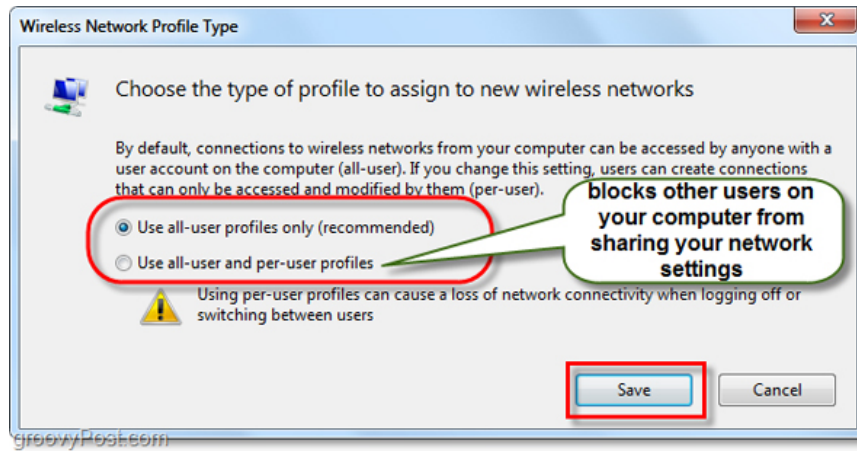 Wireless Network Profile Type
Choose the type of profile to assign to new wireless networks
By default, connections to wireless networks from your computer can be accessed by anyone with a
user account on the computer (all-user). If you change this setting, users can create connections
that can only be accessed and modified by them (per-user).
blocks other users on
your computer from
sharing your network
settings
Use all-user profiles only (recommended)
Use all-user and per-user profiles
Using per-user profiles can cause a loss of network connectivity when logging off or
switching between users
Save
Cancel
groovyPost.com